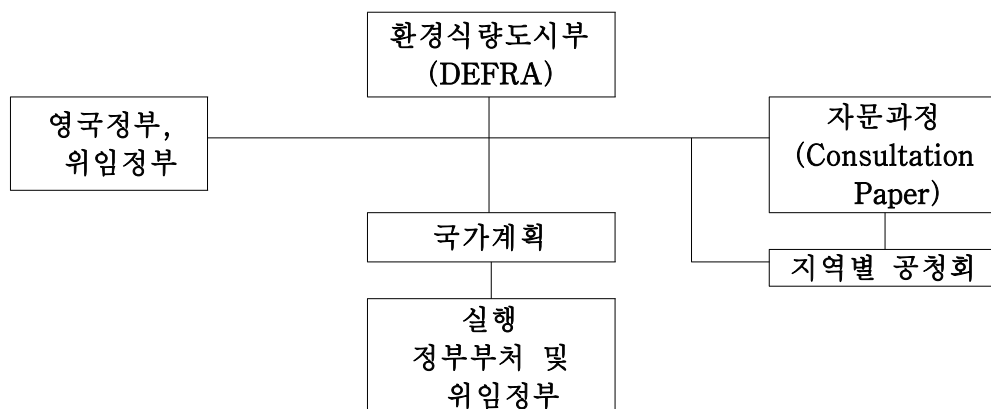 환경식량도시부
(DEFRA)
영국정부,
위임정부
자문과정
(Consultation
Paper)
국가계획
지역별 공청회
실행
정부부처 및
위임정부